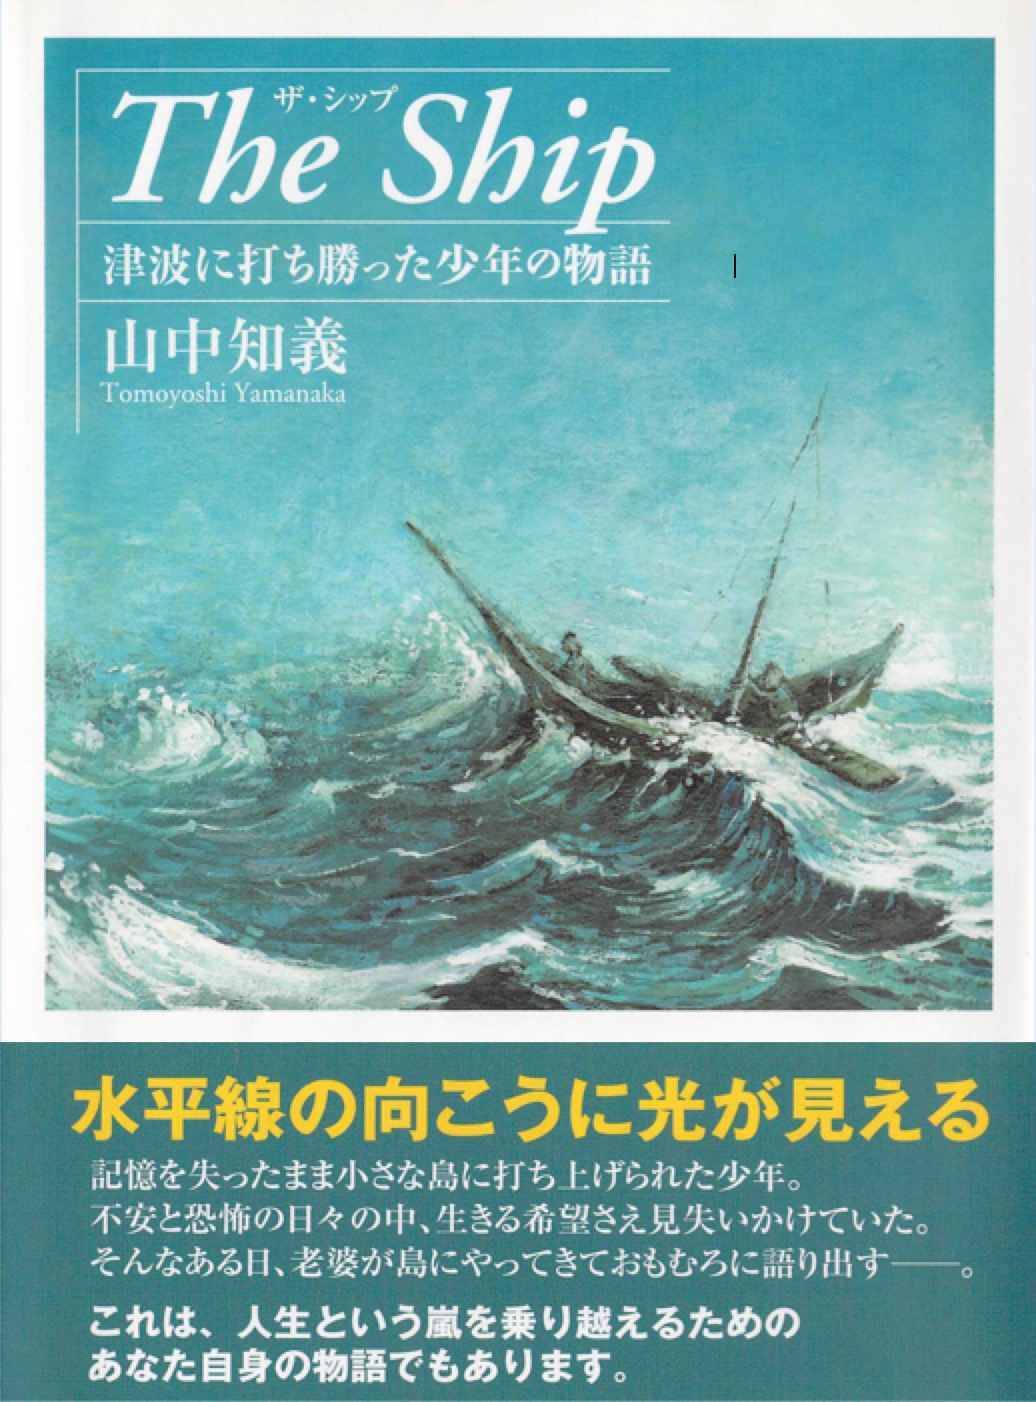 The Ship
ザ・シップ
津波に打ち勝った少年の物語
山中知義
Tomoyoshi Yamanaka
水平線の向こうに光が見える
記憶を失ったまま小さな島に打ち上げられた少年。
不安と恐怖の日々の中、生きる希望さえ見失いかけていた。
そんなある日、老婆が島にやってきておもむろに語り出す――。
これは、人生という嵐を乗り越えるための
あなた自身の物語でもあります。